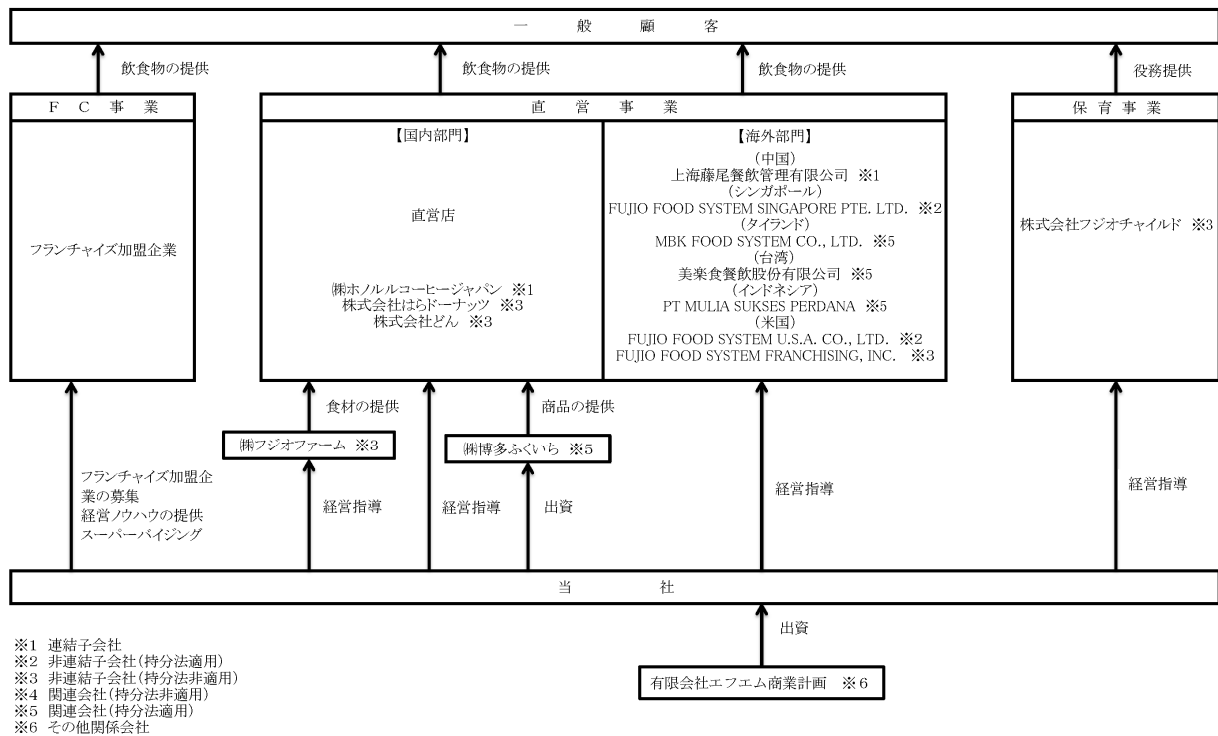 一般顧客
飲食物の提供
飲食物の提供
飲食物の提供
役務提供
FC事業
フランチャイズ加盟企業
直営事業
【国内部門】
直営店
㈱ホノルルコーヒージャパン ※1
株式会社はらドーナッツ ※3
株式会社どん ※3
【海外部門】
(中国)
上海藤尾餐飲管理有限公司 ※1
(シンガポール)
FUJIO FOOD SYSTEM SINGAPORE PTE. LTD. ※2
(タイランド)
MBK FOOD SYSTEM CO., LTD. ※5
(台湾)
美楽食餐飲股份有限公司 ※5
(インドネシア)
PT MULIA SUKSES PERDANA ※5
(米国)
FUJIO FOOD SYSTEM U.S.A. CO., LTD. ※2
FUJIO FOOD SYSTEM FRANCHISING, INC. ※3
保育事業
株式会社フジオチャイルド ※3
食材の提供
商品の提供
㈱フジオファーム ※3
㈱博多ふくいち ※5
フランチャイズ加盟企
業の募集
経営ノウハウの提供
スーパーバイジング
経営指導
経営指導
出資
経営指導
経営指導
当社
出資
有限会社エフエム商業計画 ※6
※1 連結子会社
※2 非連結子会社(持分法適用)
※3 非連結子会社(持分法非適用)
※4 関連会社(持分法非適用)
※5 関連会社(持分法適用)
※6 その他関係会社